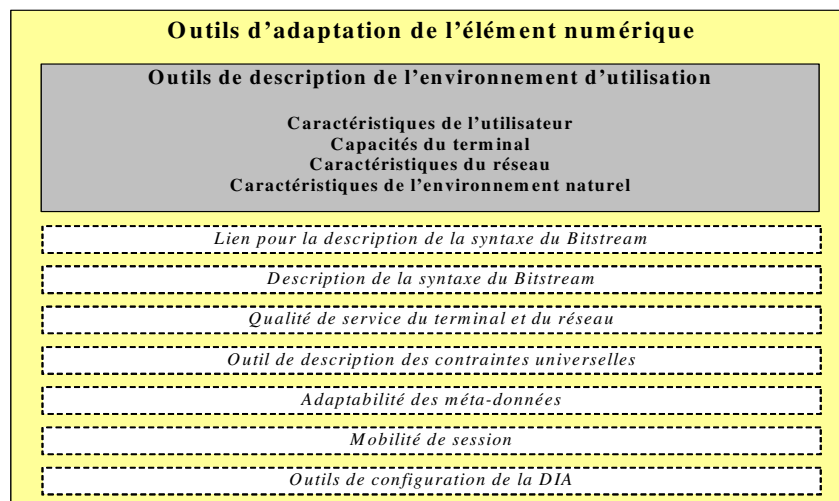 Outils d'adaptation de l'élément numérique
Outils de description de l'environnement d'utilisation
Caractéristiques de l'utilisateur
Capacités du terminal
Caractéristiques du réseau
Caractéristiques de l'environnement naturel
Lien pour la description de la syntaxe du Bitstream
Description de la syntaxe du Bitstream
Qualité de service du terminal et du réseau
Outil de description des contraintes universelles
Adaptabilité des méta-données
Mobilité de session
Outils de configuration de la DIA